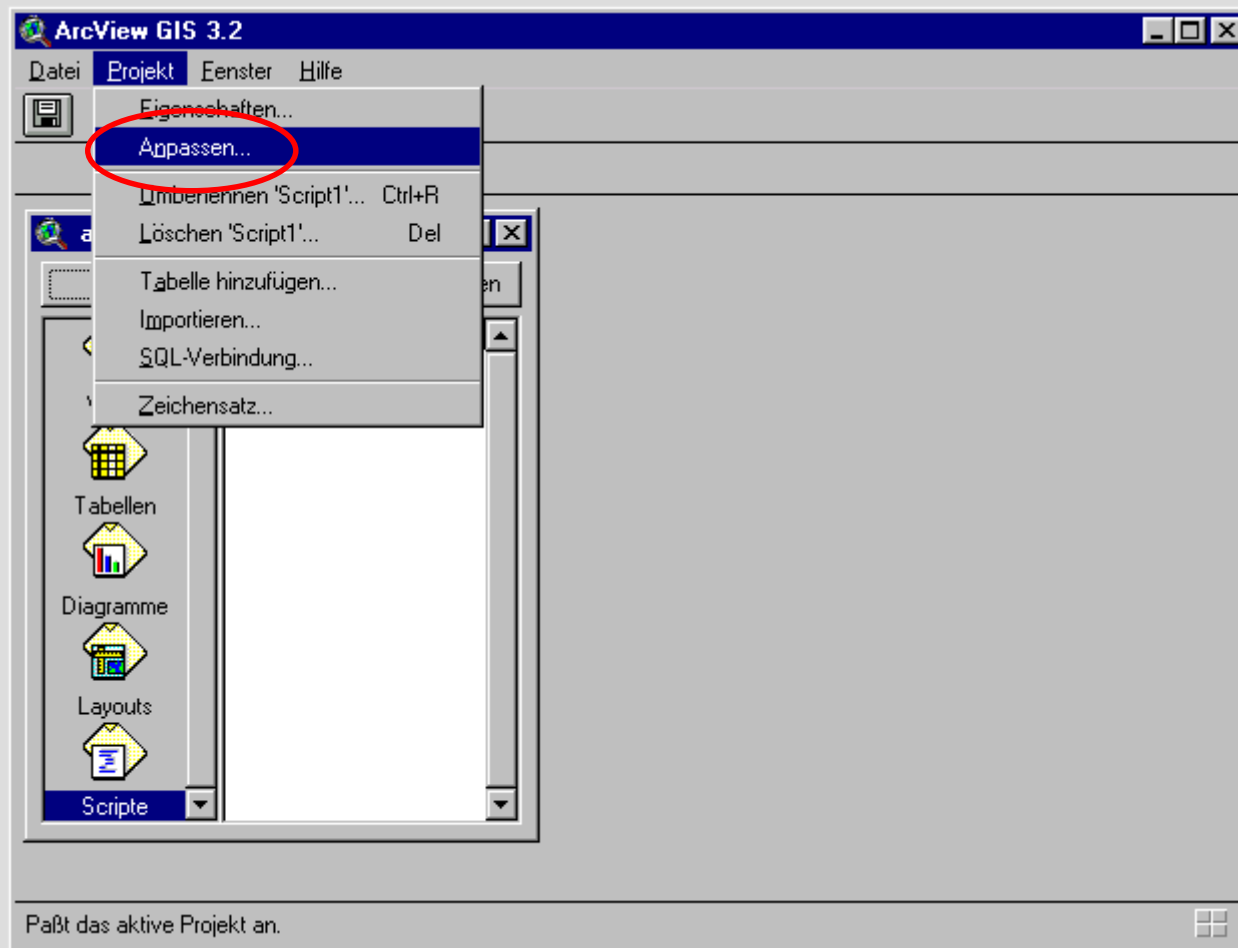 ArcView GIS 3.2
Datei Projekt Fenster Hilfe
Eigenschaften...
Anpassen...
Umbenennen 'Script1'... Ctrl+R
Löschen 'Script1'... Del
Tabelle hinzufügen...
Importieren...
SQL-Verbindung...
Zeichensatz...
Tabellen
Diagramme
Layouts
Scripte
Paßt das aktive Projekt an.